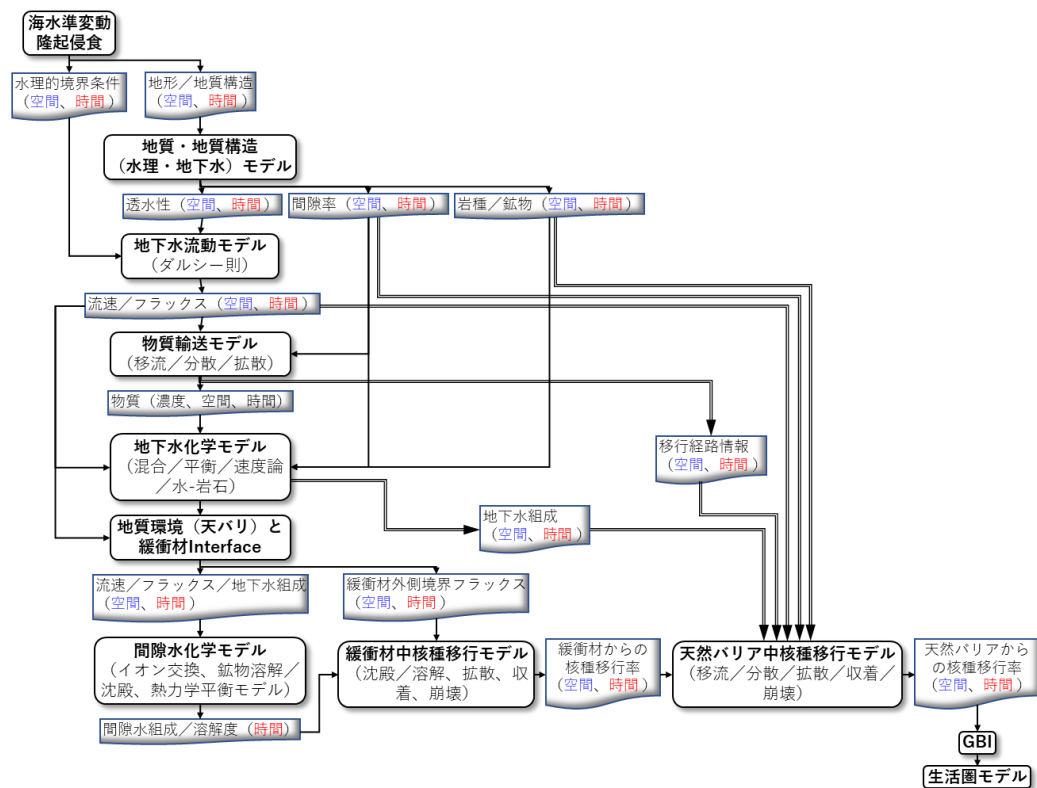 海水準変動
隆起侵食
水理的境界条件
（空間、時間）
地形／地質構造
（空間、時間）
地質・地質構造
（水理・地下水）モデル
透水性（空間、時間）
間隙率（空間、時間）
岩種／鉱物（空間、時間）
地下水流動モデル
（ダルシー則）
流速／フラックス（空間、時間）
物質輸送モデル
（移流／分散／拡散）
物質（濃度、空間、時間）
地下水化学モデル
（混合／平衡／速度論
／水-岩石）
移行経路情報
（空間、時間）
地下水組成
（空間、時間）
地質環境（天バリ）と
緩衝材Interface
流速／フラックス／地下水組成
（空間、時間）
緩衝材外側境界フラックス
（空間、時間）
間隙水化学モデル
（イオン交換、鉱物溶解／
沈殿、熱力学平衡モデル）
緩衝材中核種移行モデル
（沈殿／溶解、拡散、収
着、崩壊）
緩衝材からの
核種移行率
（空間、時間）
天然バリア中核種移行モデル
（移流／分散／拡散／収着／
崩壊）
天然バリアから
の核種移行率
（空間、時間）
間隙水組成／溶解度（時間）
GBI
生活圏モデル